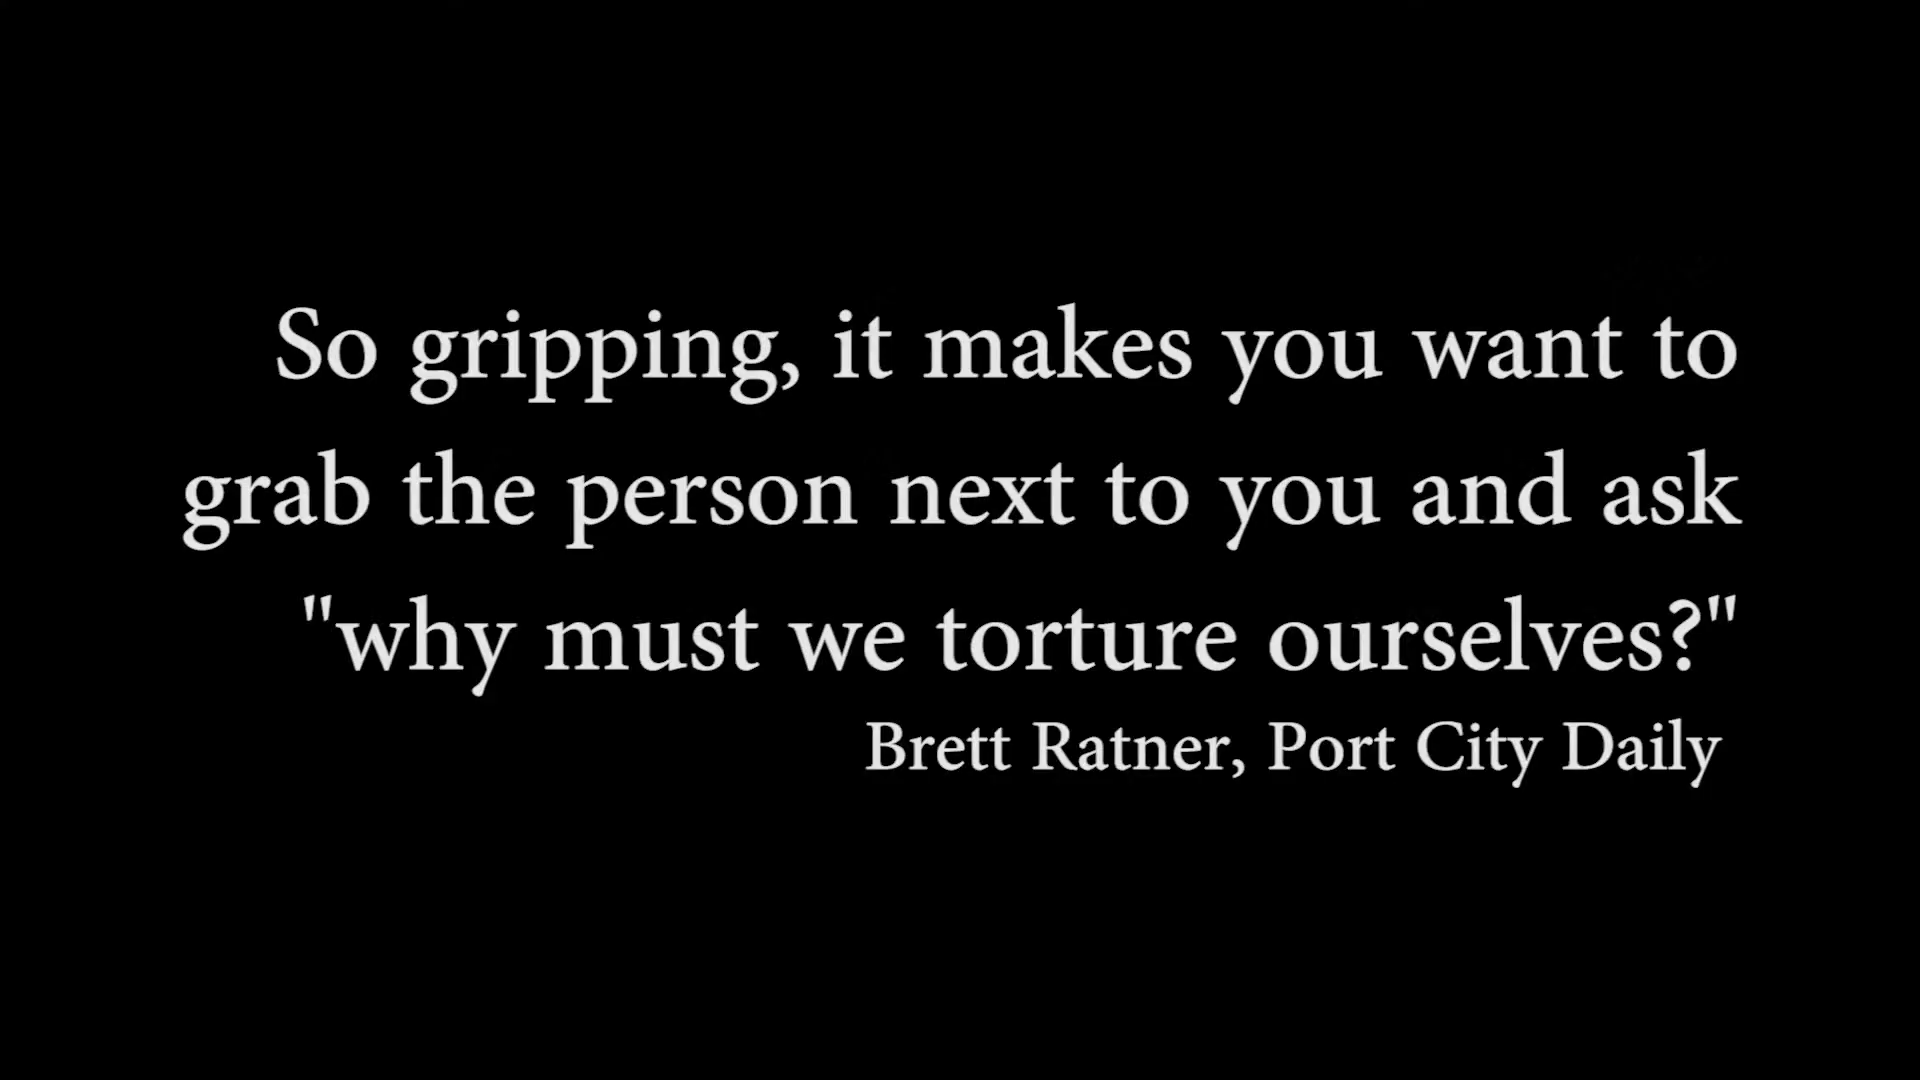 So gripping, it makes you want to
grab the person next to you and ask
"why must we torture ourselves?"
Brett Ratner, Port City Daily